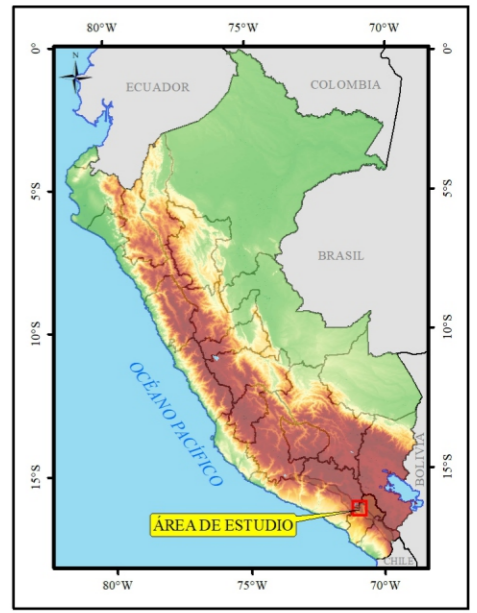 80°W 75°W 70°W
0° 0°
N
ECUADOR
COLOMBIA
5°S 5°S
BRASIL
10°S 10°S
OCÉANO PACÍFICO
BOLIVIA
15°S 15°S
ÁREA DE ESTUDIO
CHILE
80°W 75°W 70°W